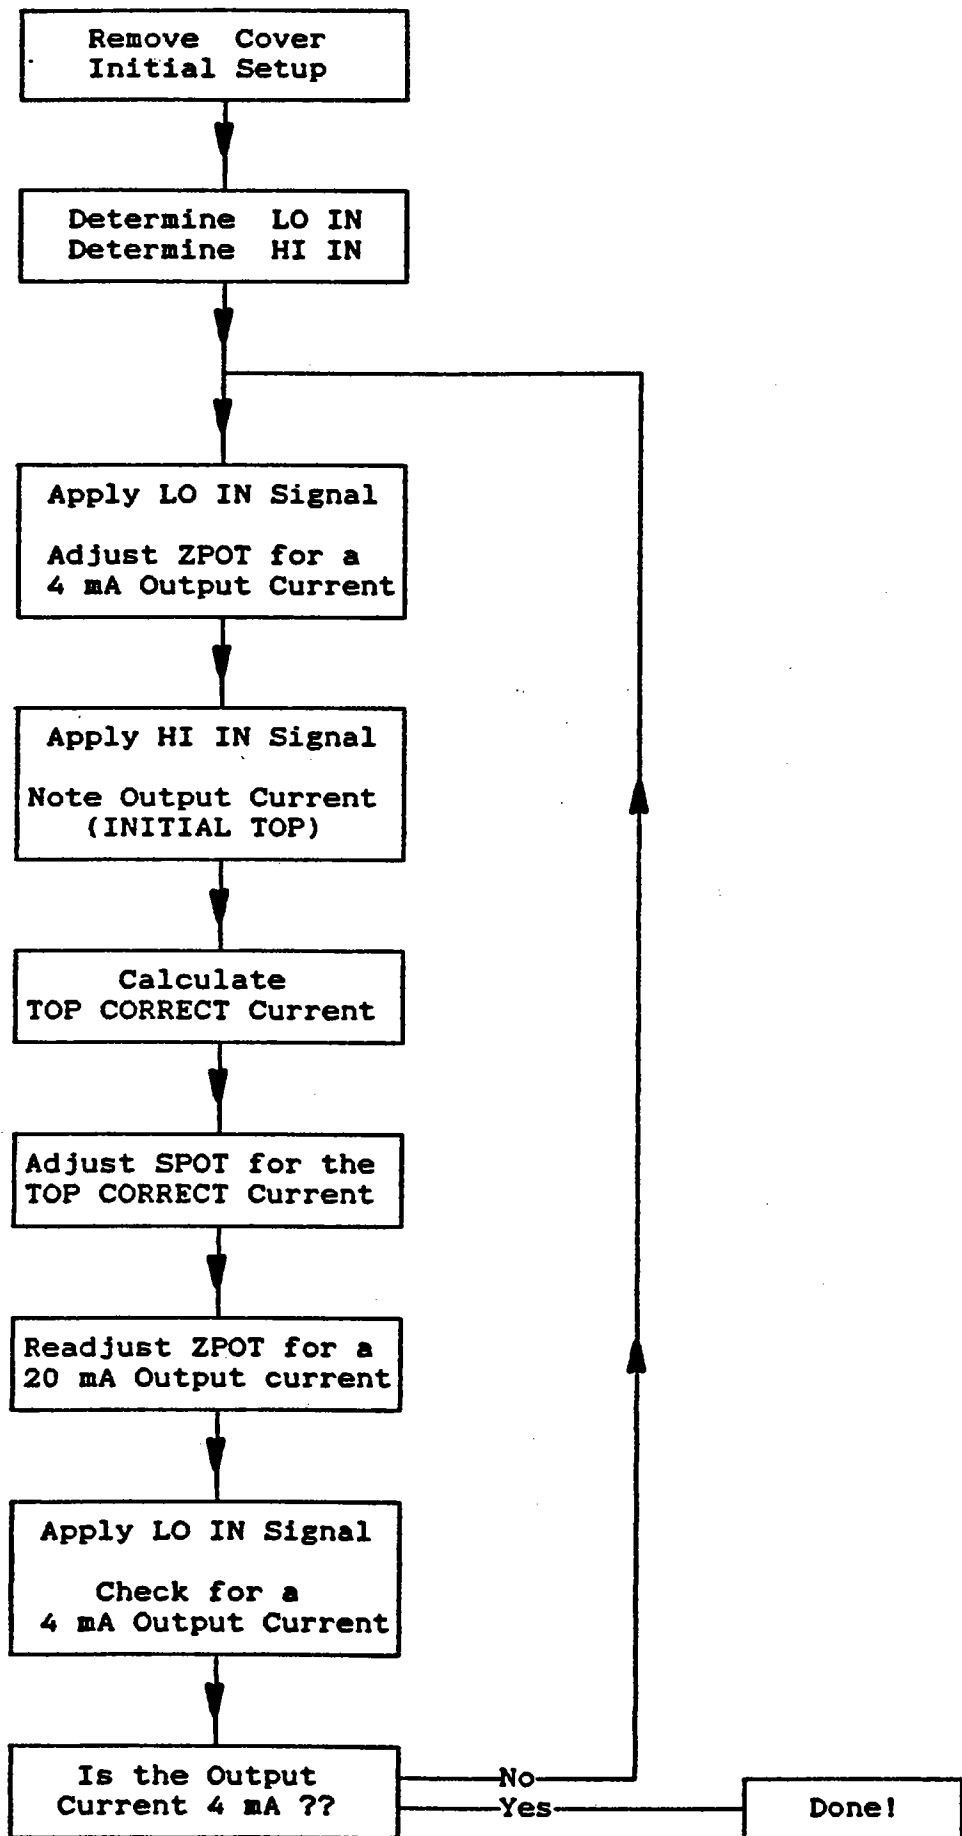 Remove Cover
Initial Setup
Determine LO IN
Determine HI IN
Apply LO IN Signal
Adjust ZPOT for a
4 mA Output Current
Apply HI IN Signal
Note Output Current
(INITIAL TOP)
Calculate
TOP CORRECT Current
Adjust SPOT for the
TOP CORRECT Current
Readjust ZPOT for a
20 mA Output current
Apply LO IN Signal
Check for a
4 mA Output Current
Is the Output
Current 4 mA ??
No
Yes
Done!